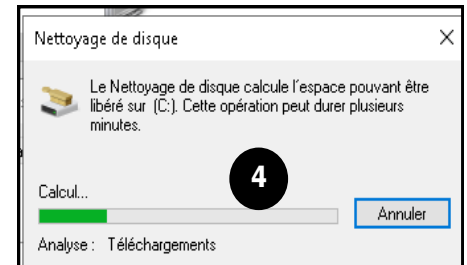 Nettoyage de disque
Le Nettoyage de disque calcule l'espace pouvant être
libéré sur (C:). Cette opération peut durer plusieurs
minutes.
4
Calcul...
Annuler
Analyse : Téléchargements